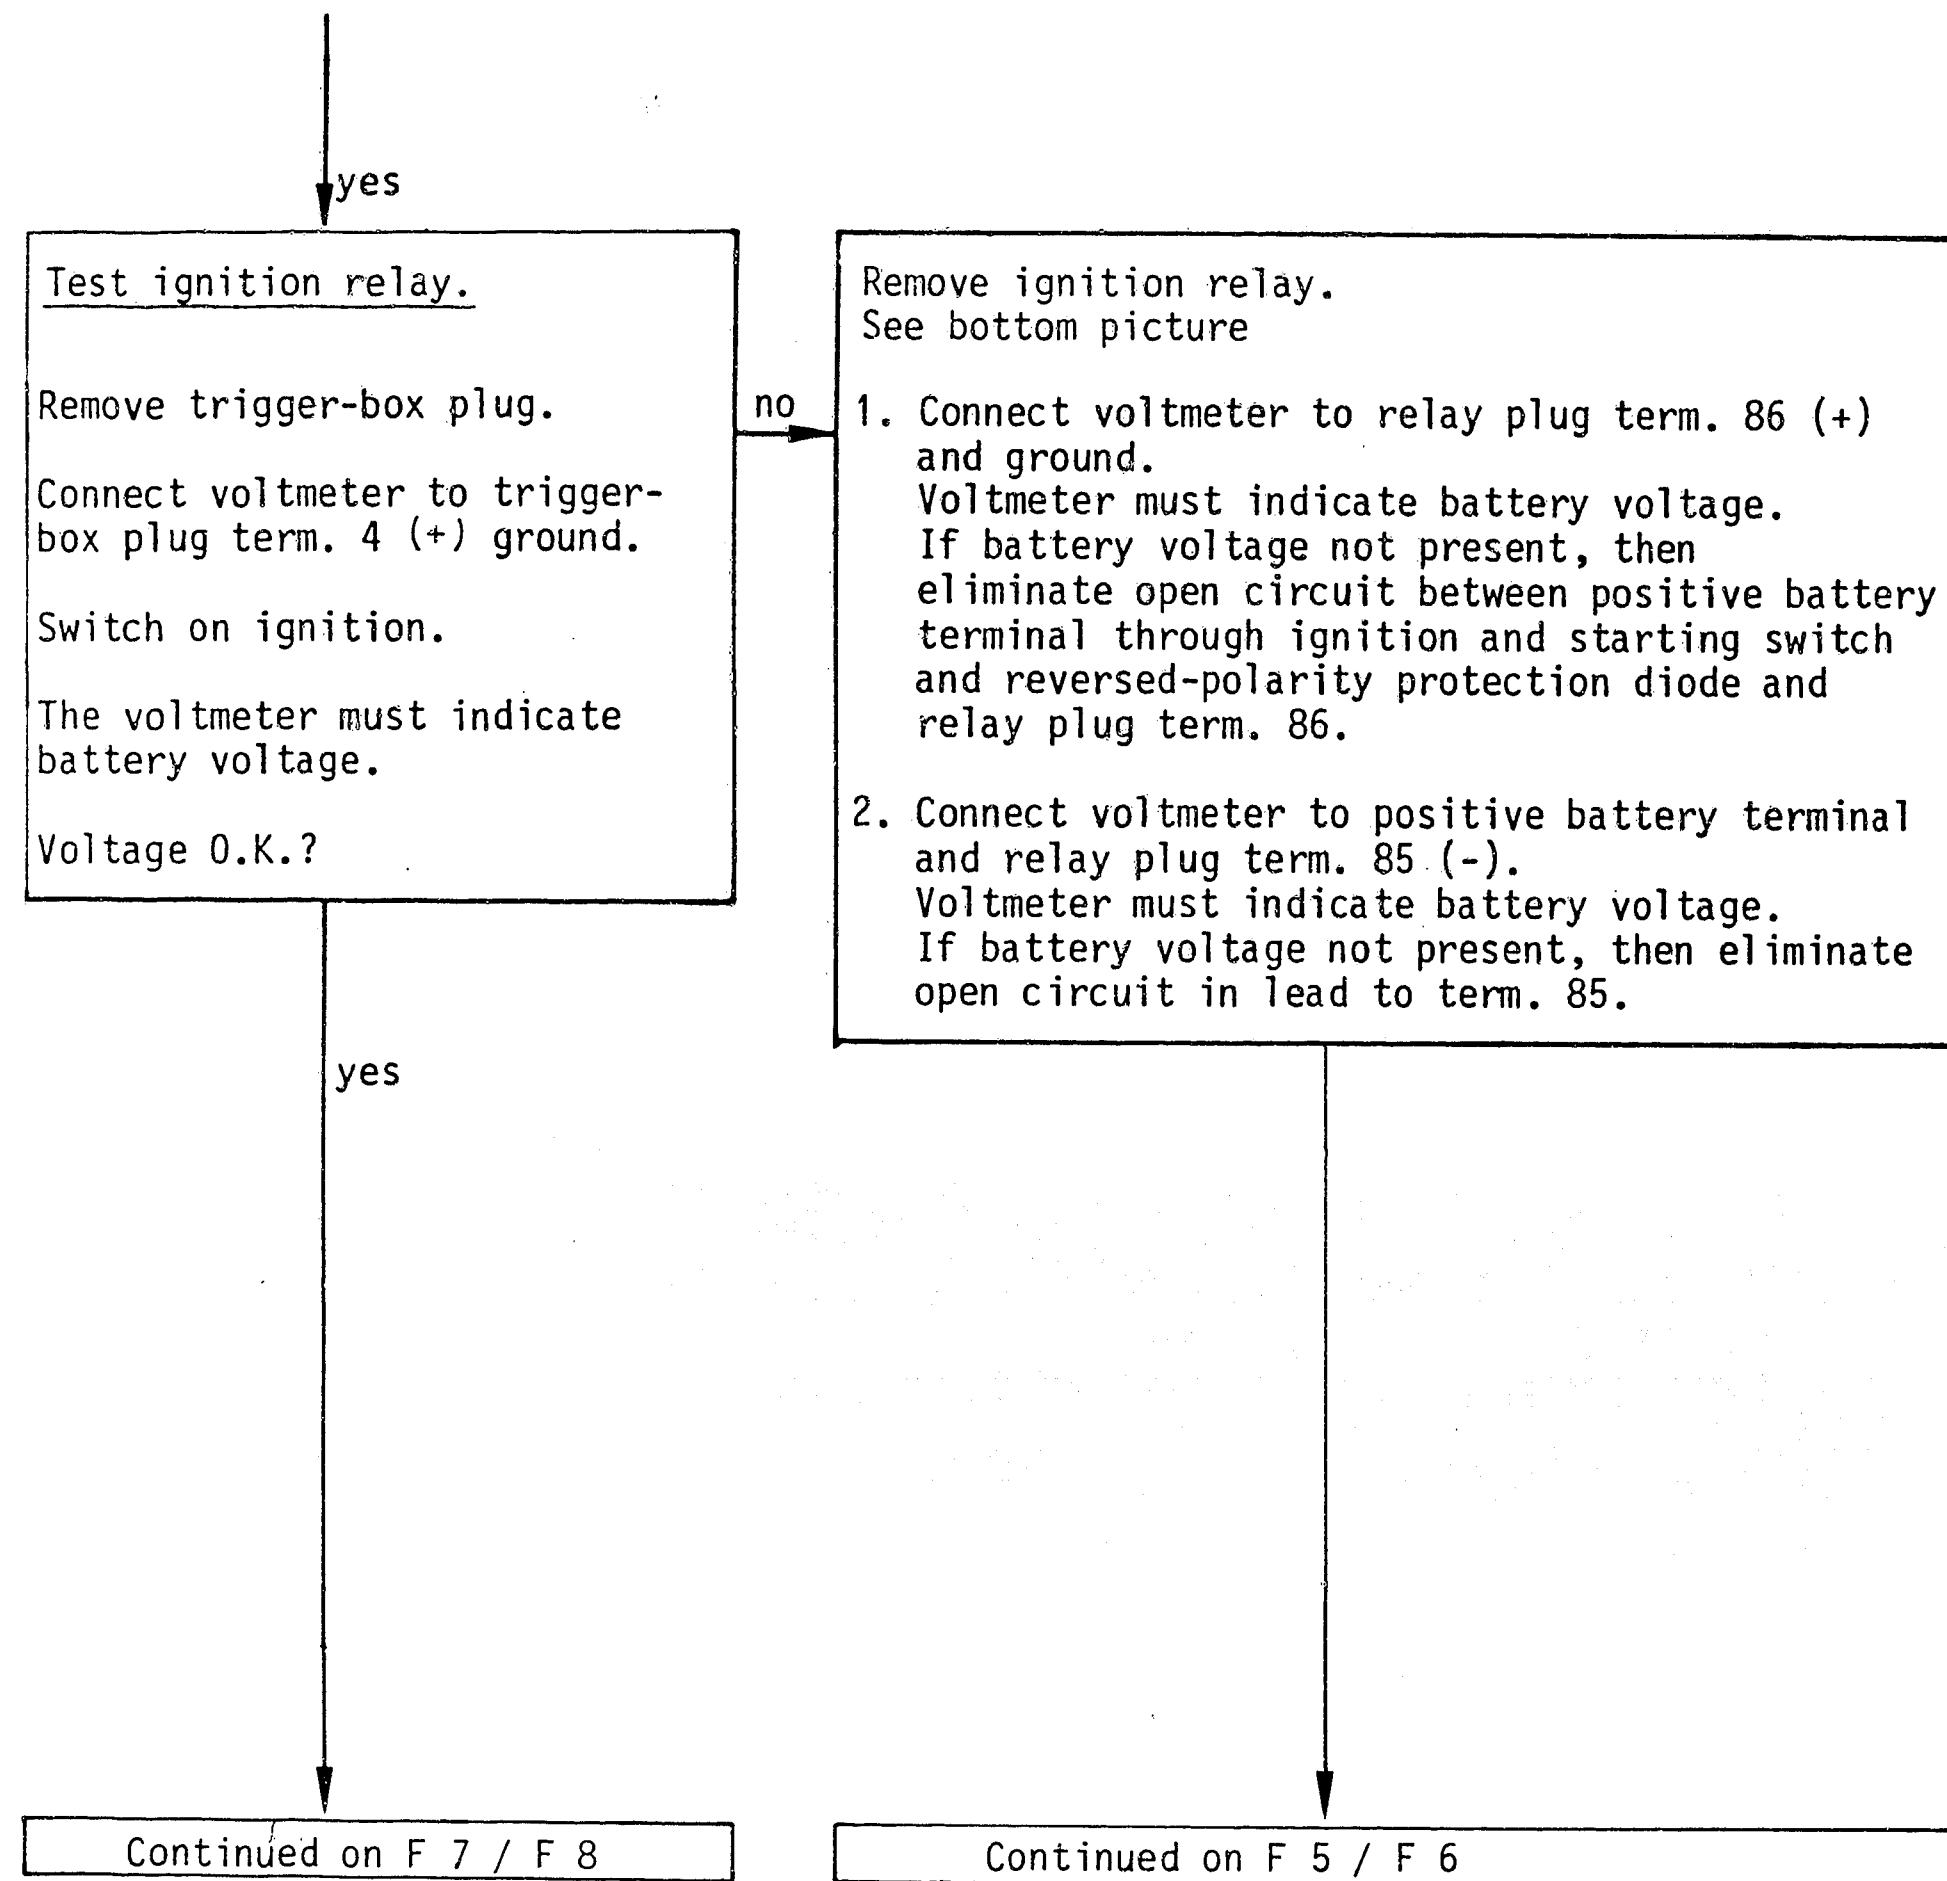 yes
Test ignition relay.
Remove trigger-box plug.
Connect voltmeter to trigger-
box plug term. 4 (+) ground.
Switch on ignition.
The voltmeter must indicate
battery voltage.
Voltage O.K.?
no
Remove ignition relay.
See bottom picture
1. Connect voltmeter to relay plug term. 86 (+)
and ground.
Voltmeter must indicate battery voltage.
If battery voltage not present, then
eliminate open circuit between positive battery
terminal through ignition and starting switch
and reversed-polarity protection diode and
relay plug term. 86.
2. Connect voltmeter to positive battery terminal
and relay plug term. 85 (-).
Voltmeter must indicate battery voltage.
If battery voltage not present, then eliminate
open circuit in lead to term. 85.
yes
Continued on F 7 / F 8
Continued on F 5 / F 6